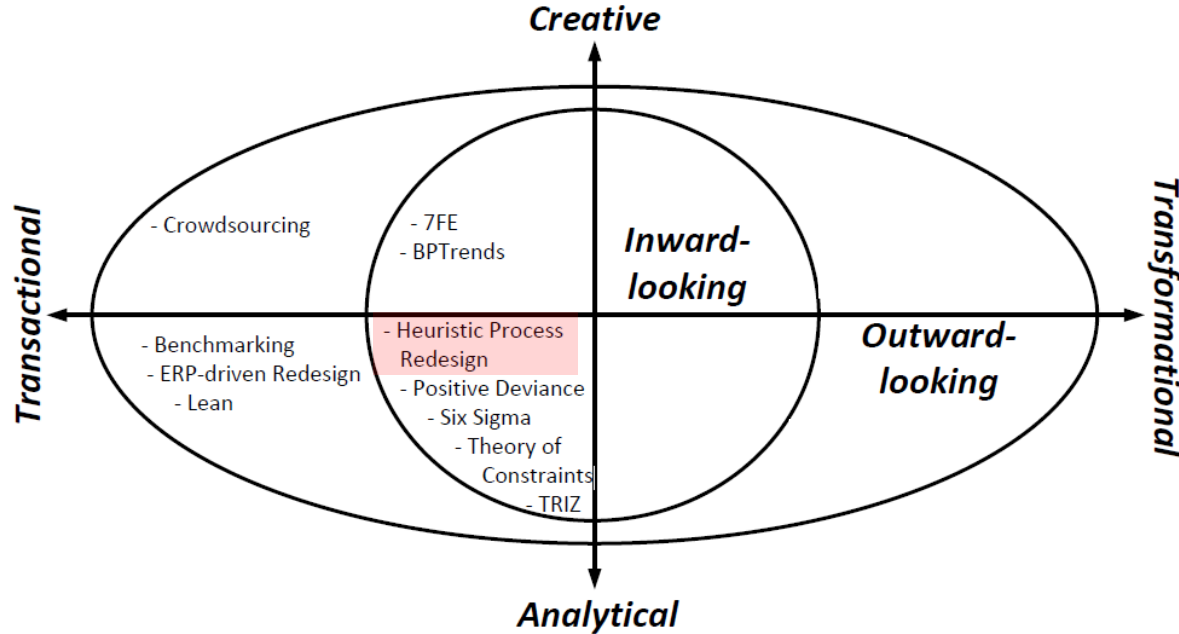 Creative
Transactional
Transformational
- Crowdsourcing
- 7FE
- BPTrends
Inward-
looking
- Heuristic Process
Redesign
- Benchmarking
- ERP-driven Redesign
- Lean
- Positive Deviance
- Six Sigma
- Theory of
Constraints
- TRIZ
Outward-
looking
Analytical